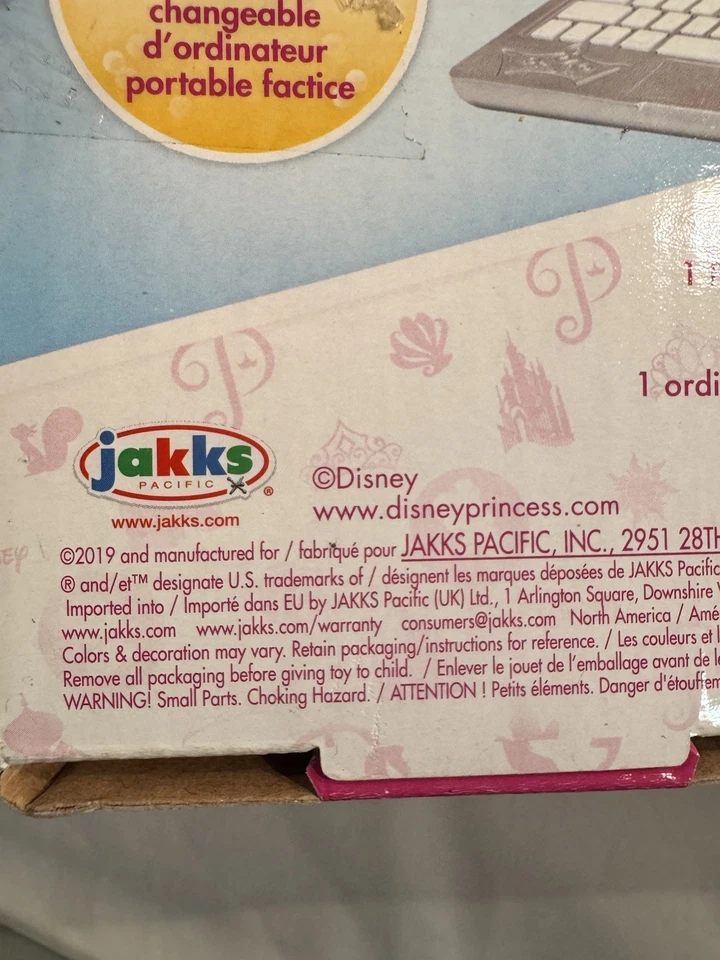 changeable
d'ordinateur
portable factice
1 ordi
jakks
PACIFIC
®
www.jakks.com
©Disney
www.disneyprincess.com
©2019 and manufactured for / fabriqué pour JAKKS PACIFIC, INC., 2951 28TH
® and/et™ designate U.S. trademarks of / désignent les marques déposées de JAKKS Pacific
Imported into / Importé dans EU by JAKKS Pacific (UK) Ltd., 1 Arlington Square, Downshire
www.jakks.com www.jakks.com/warranty consumers@jakks.com North America / Amé
Colors & decoration may vary. Retain packaging/instructions for reference. / Les couleurs et l
Remove all packaging before giving toy to child. / Enlever le jouet de l'emballage avant de l
WARNING! Small Parts. Choking Hazard. / ATTENTION ! Petits éléments. Danger d'étouffem